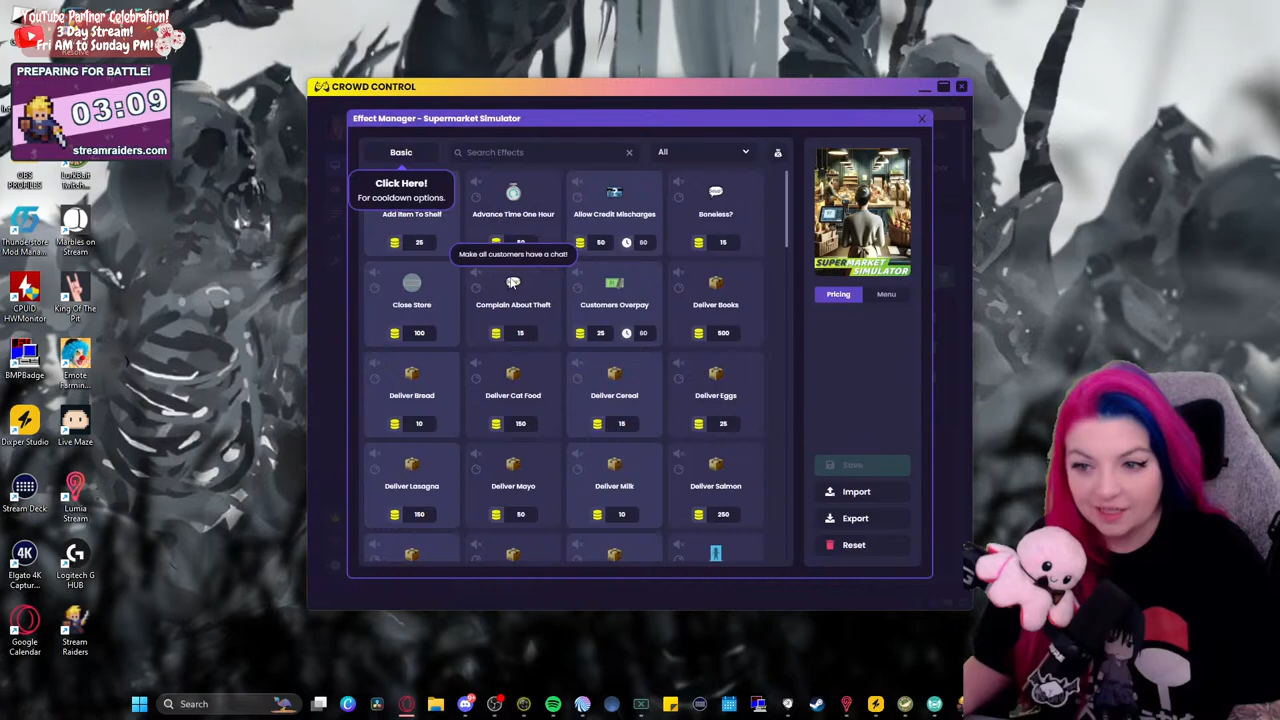 YouTube Partner Celebration!
3 Day Stream!
Fri AM to Sunday PM!
PREPARING FOR BATTLE!
03:09
streamraiders.com
CROWD CONTROL
Effect Manager - Supermarket Simulator
Basic
Search Effects
All
Click Here!
For cooldown options.
Add Item To Shelf
Advance Time One Hour
Allow Credit Mischarges
Boneless?
25
50
60
15
Make all customers have a chat!
Close Store
Complain About Theft
Customers Overpay
Deliver Books
100
15
25
60
500
Deliver Bread
Deliver Cat Food
Deliver Cereal
Deliver Eggs
10
150
15
25
Deliver Lasagna
Deliver Mayo
Deliver Milk
Deliver Salmon
150
50
10
250
SUPERMARKET
SIMULATOR
Pricing
Menu
Save
Import
Export
Reset
OBS
PROFILES
LurkBait
Twitch...
Thunderstore
Mod Mana...
Marbles on
Stream
CPUID
HWMonitor
King Of The
Pit
BMPBadge
Emote
Farmin...
Dixper Studio
Live Maze
Stream Deck
Lumia
Stream
4K
Elgato 4K
Captur...
Logitech G
HUB
Google
Calendar
Stream
Raiders
Search